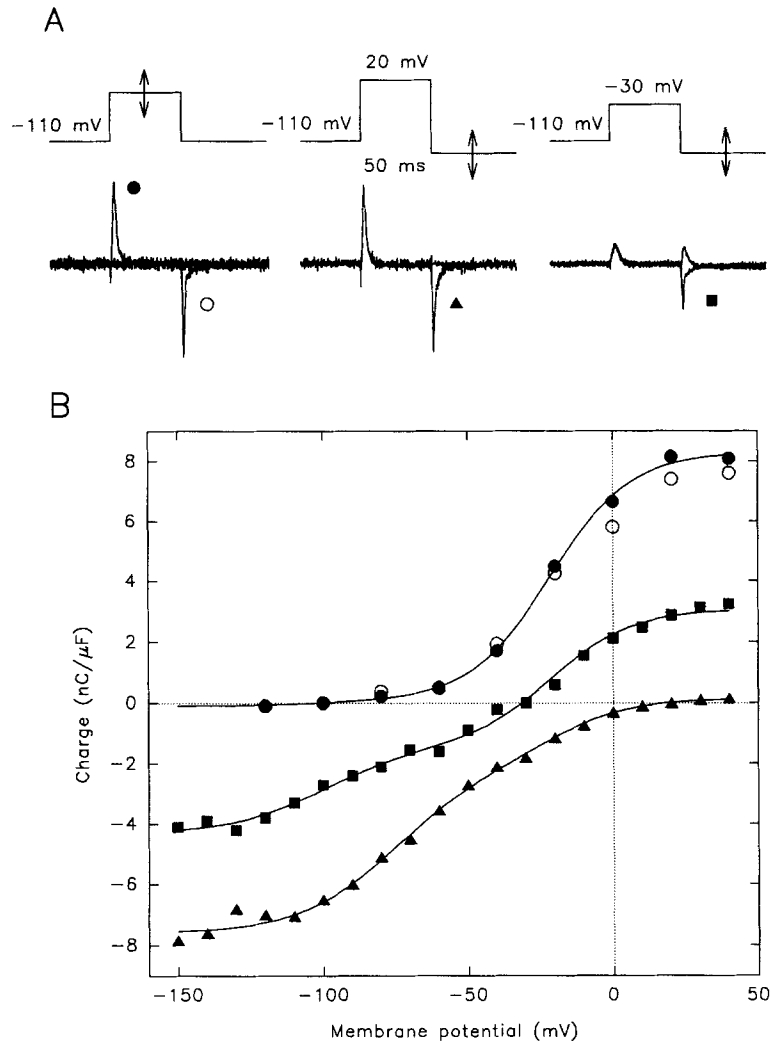 A
20 mV
-30 mV
-110 mV
-110 mV
-110 mV
50 ms
B
8
6
4
2
0
-2
-4
-6
-8
Charge (nC/μF)
-150
-100
-50
0
50
Membrane potential (mV)